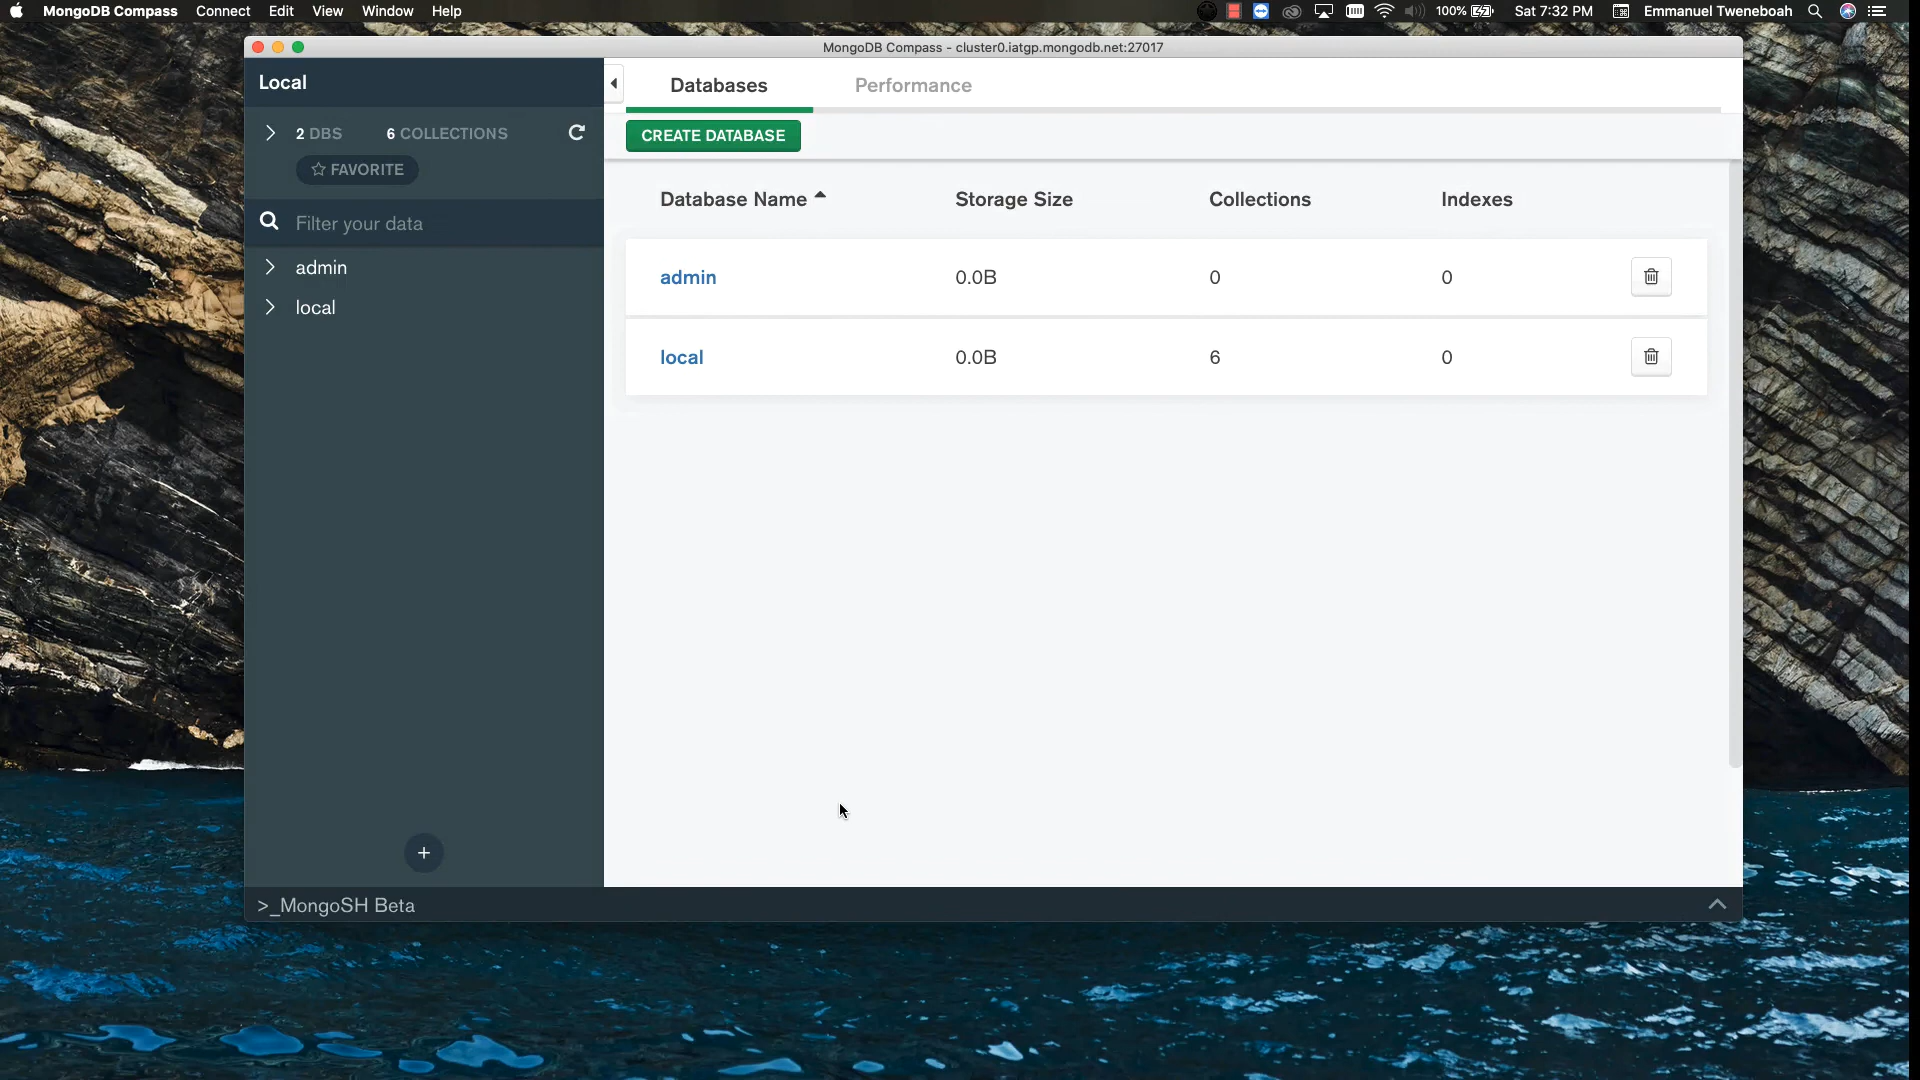 MongoDB Compass Connect Edit View Window Help 100% Sat 7:32 PM Emmanuel Tweneboah
MongoDB Compass - cluster0.iatgp.mongodb.net:27017
Local
Databases Performance
2 DBS 6 COLLECTIONS
CREATE DATABASE
FAVORITE
Database Name Storage Size Collections Indexes
Filter your data
admin
local
admin 0.0B 0 0
local 0.0B 6 0
+
>_MongoSH Beta